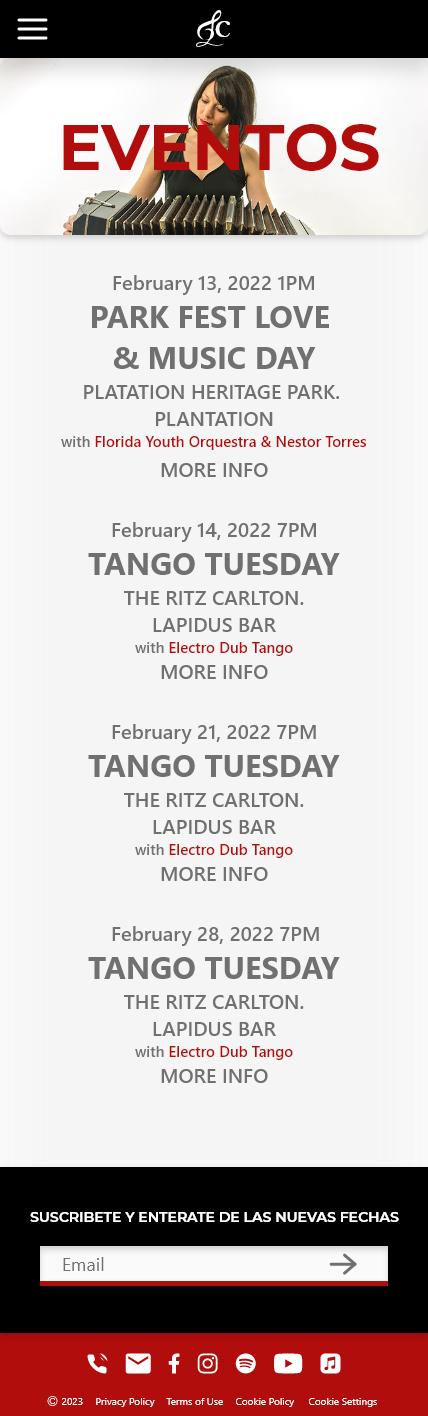 EVENTOS
February 13, 2022 1PM
PARK FEST LOVE
& MUSIC DAY
PLATATION HERITAGE PARK.
PLANTATION
with Florida Youth Orquestra & Nestor Torres
MORE INFO
February 14, 2022 7PM
TANGO TUESDAY
THE RITZ CARLTON.
LAPIDUS BAR
with Electro Dub Tango
MORE INFO
February 21, 2022 7PM
TANGO TUESDAY
THE RITZ CARLTON.
LAPIDUS BAR
with Electro Dub Tango
MORE INFO
February 28, 2022 7PM
TANGO TUESDAY
THE RITZ CARLTON.
LAPIDUS BAR
with Electro Dub Tango
MORE INFO
SUSCRIBETE Y ENTERATE DE LAS NUEVAS FECHAS
Email
© 2023 Privacy Policy Terms of Use Cookie Policy Cookie Settings